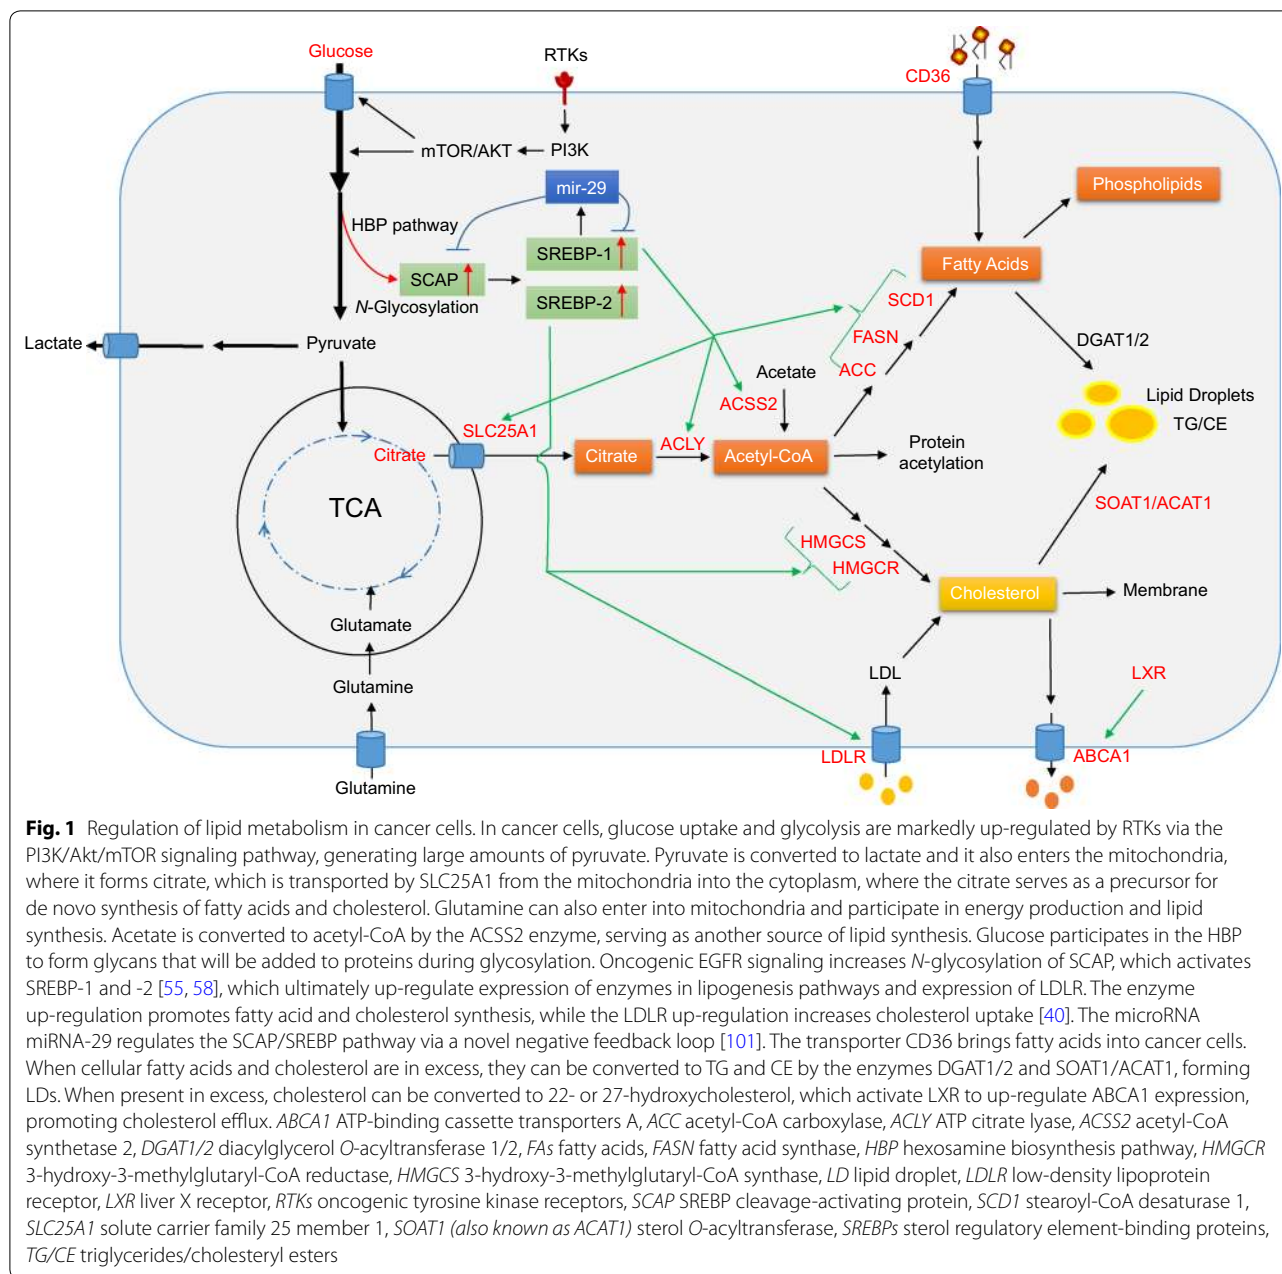 Glucose
RTKs
CD36
mTOR/AKT
PI3K
mir-29
Phospholipids
HBP pathway
SREBP-1
SCAP
Fatty Acids
N-Glycosylation
SREBP-2
SCD1
FASN
Lactate
Pyruvate
DGAT1/2
Acetate
ACC
ACSS2
Lipid Droplets
TG/CE
SLC25A1
Citrate
Citrate
ACLY
Acetyl-CoA
Protein
acetylation
TCA
SOAT1/ACAT1
HMGCS
HMGCR
Cholesterol
Membrane
Glutamate
LDL
LXR
Glutamine
LDLR
ABCA1
Glutamine
Fig. 1 Regulation of lipid metabolism in cancer cells. In cancer cells, glucose uptake and glycolysis are markedly up-regulated by RTKs via the
PI3K/Akt/mTOR signaling pathway, generating large amounts of pyruvate. Pyruvate is converted to lactate and it also enters the mitochondria,
where it forms citrate, which is transported by SLC25A1 from the mitochondria into the cytoplasm, where the citrate serves as a precursor for
de novo synthesis of fatty acids and cholesterol. Glutamine can also enter into mitochondria and participate in energy production and lipid
synthesis. Acetate is converted to acetyl-CoA by the ACSS2 enzyme, serving as another source of lipid synthesis. Glucose participates in the HBP
to form glycans that will be added to proteins during glycosylation. Oncogenic EGFR signaling increases N-glycosylation of SCAP, which activates
SREBP-1 and -2 [55, 58], which ultimately up-regulate expression of enzymes in lipogenesis pathways and expression of LDLR. The enzyme
up-regulation promotes fatty acid and cholesterol synthesis, while the LDLR up-regulation increases cholesterol uptake [40]. The microRNA
miRNA-29 regulates the SCAP/SREBP pathway via a novel negative feedback loop [101]. The transporter CD36 brings fatty acids into cancer cells.
When cellular fatty acids and cholesterol are in excess, they can be converted to TG and CE by the enzymes DGAT1/2 and SOAT1/ACAT1, forming
LDs. When present in excess, cholesterol can be converted to 22- or 27-hydroxycholesterol, which activate LXR to up-regulate ABCA1 expression,
promoting cholesterol efflux. ABCA1 ATP-binding cassette transporters A, ACC acetyl-CoA carboxylase, ACLY ATP citrate lyase, ACSS2 acetyl-CoA
synthetase 2, DGAT1/2 diacylglycerol O-acyltransferase 1/2, FAs fatty acids, FASN fatty acid synthase, HBP hexosamine biosynthesis pathway, HMGCR
3-hydroxy-3-methylglutaryl-CoA reductase, HMGCS 3-hydroxy-3-methylglutaryl-CoA synthase, LD lipid droplet, LDLR low-density lipoprotein
receptor, LXR liver X receptor, RTKs oncogenic tyrosine kinase receptors, SCAP SREBP cleavage-activating protein, SCD1 stearoyl-CoA desaturase 1,
SLC25A1 solute carrier family 25 member 1, SOAT1 (also known as ACAT1) sterol O-acyltransferase, SREBPs sterol regulatory element-binding proteins,
TG/CE triglycerides/cholesteryl esters